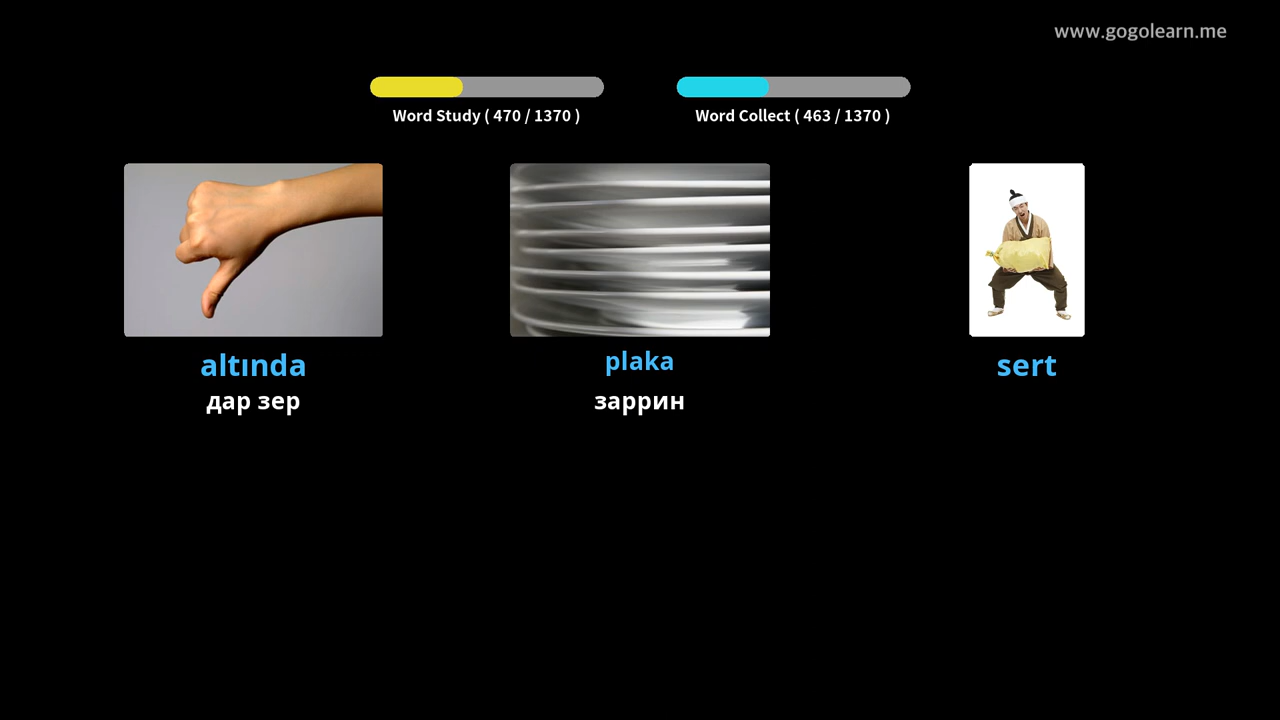 www.gogolearn.me
Word Study ( 470 / 1370 )
Word Collect ( 463 / 1370 )
altında
plaka
sert
дар зер
заррин